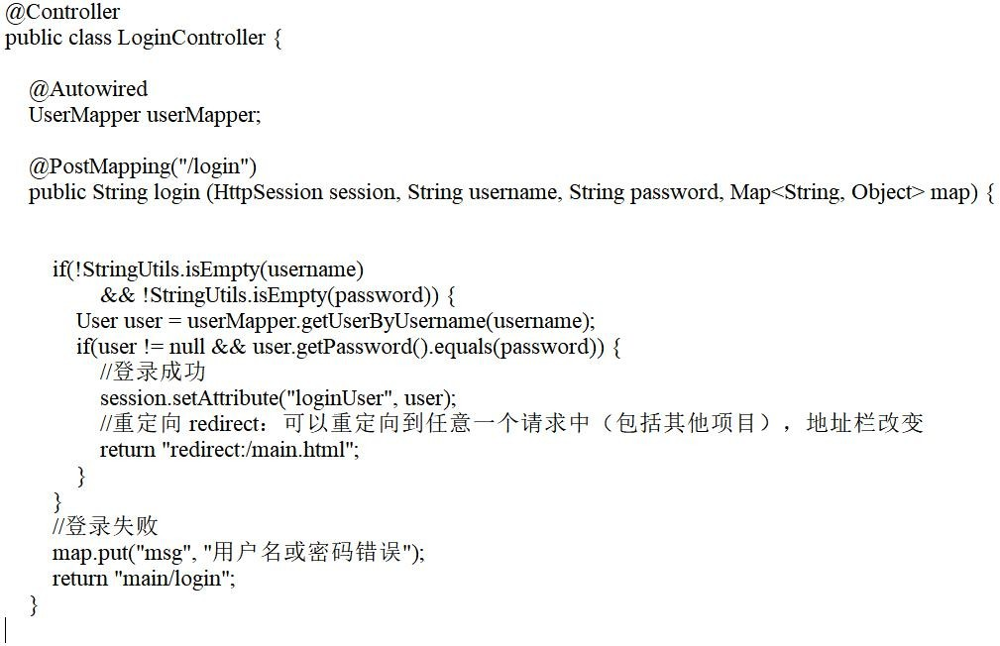 @Controller
public class LoginController {
@Autowired
UserMapper userMapper;
@PostMapping("/login")
public String login (HttpSession session, String username, String password, Map<String, Object> map) {
if(!StringUtils.isEmpty(username)
&& !StringUtils.isEmpty(password)) {
User user = userMapper.getUserByUsername(username);
if(user != null && user.getPassword().equals(password)) {
//登录成功
session.setAttribute("loginUser", user);
//重定向 redirect：可以重定向到任意一个请求中（包括其他项目），地址栏改变
return "redirect:/main.html";
}
}
//登录失败
map.put("msg", "用户名或密码错误");
return "main/login";
}